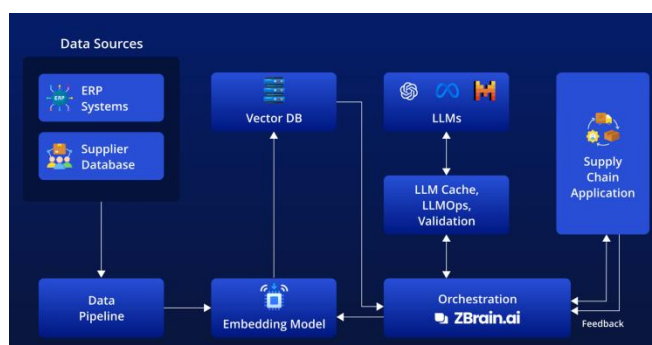 Data Sources
ERP
ERP
Systems
Supplier
Database
Vector DB
LLMs
LLM Cache,
LLMOps,
Validation
Supply
Chain
Application
Data
Pipeline
Embedding Model
Orchestration
ZBrain.ai
Feedback